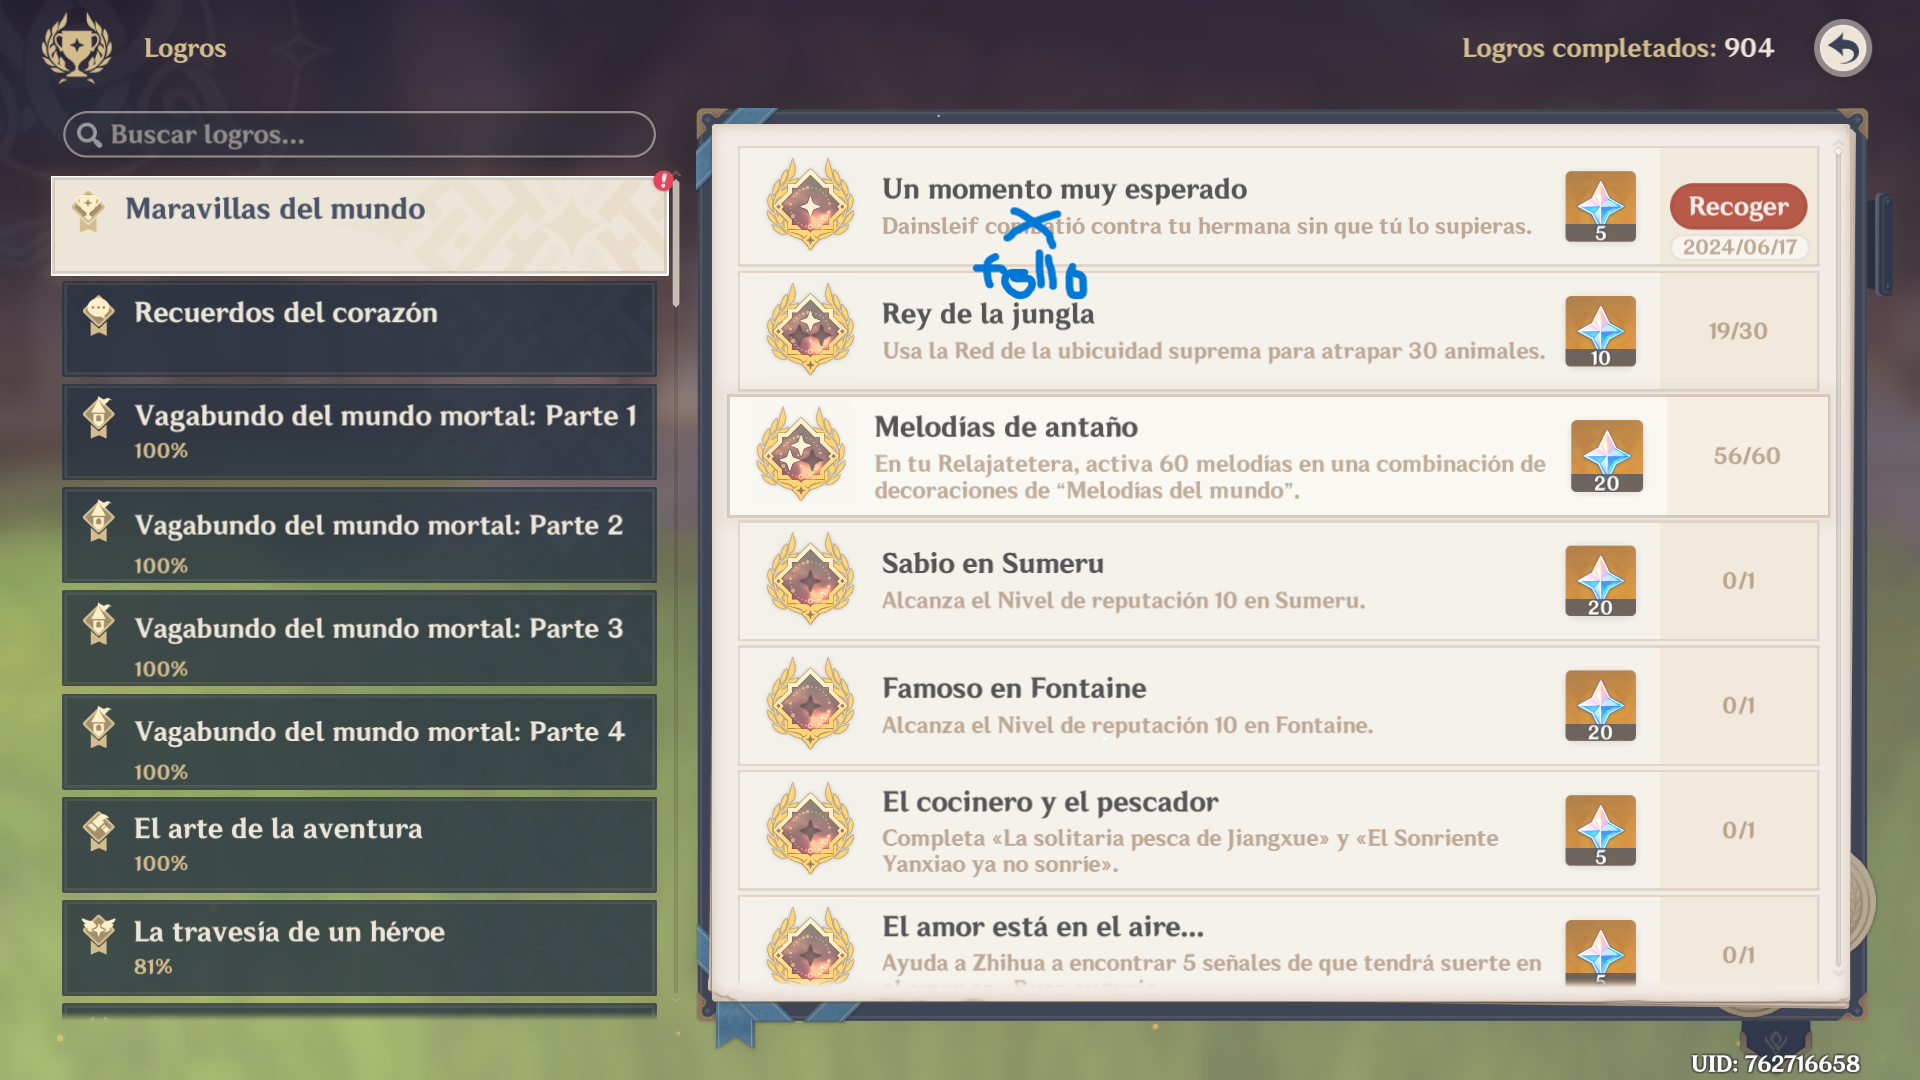 Logros
Logros completados: 904
Buscar logros...
Maravillas del mundo
!
Recuerdos del corazón
Vagabundo del mundo mortal: Parte 1
100%
Vagabundo del mundo mortal: Parte 2
100%
Vagabundo del mundo mortal: Parte 3
100%
Vagabundo del mundo mortal: Parte 4
100%
El arte de la aventura
100%
La travesía de un héroe
81%
Un momento muy esperado
Dainsleif combatió contra tu hermana sin que tú lo supieras.
follo
5
Recoger
2024/06/17
Rey de la jungla
Usa la Red de la ubicuidad suprema para atrapar 30 animales.
10
19/30
Melodías de antaño
En tu Relajatetera, activa 60 melodías en una combinación de
decoraciones de “Melodías del mundo”.
20
56/60
Sabio en Sumeru
Alcanza el Nivel de reputación 10 en Sumeru.
20
0/1
Famoso en Fontaine
Alcanza el Nivel de reputación 10 en Fontaine.
20
0/1
El cocinero y el pescador
Completa «La solitaria pesca de Jiangxue» y «El Sonriente
Yanxiao ya no sonríe».
5
0/1
El amor está en el aire...
Ayuda a Zhihua a encontrar 5 señales de que tendrá suerte en
5
0/1
UID: 762716658